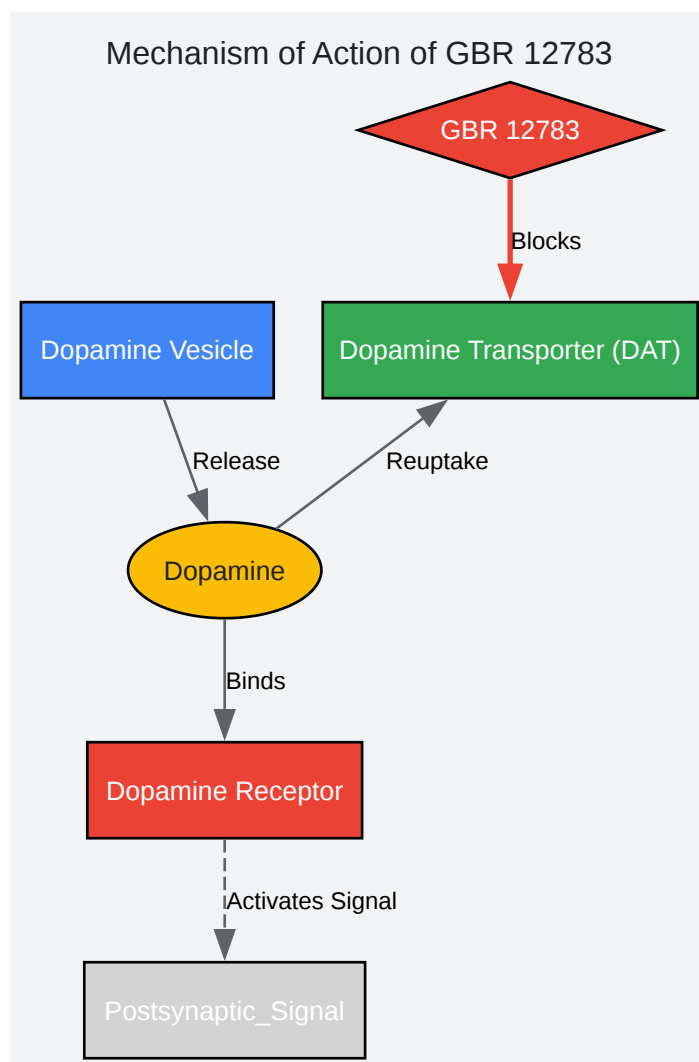 Mechanism of Action of GBR 12783
GBR 12783
Blocks
Dopamine Vesicle
Dopamine Transporter (DAT)
Release
Reuptake
Dopamine
Binds
Dopamine Receptor
Activates Signal
Postsynaptic_Signal